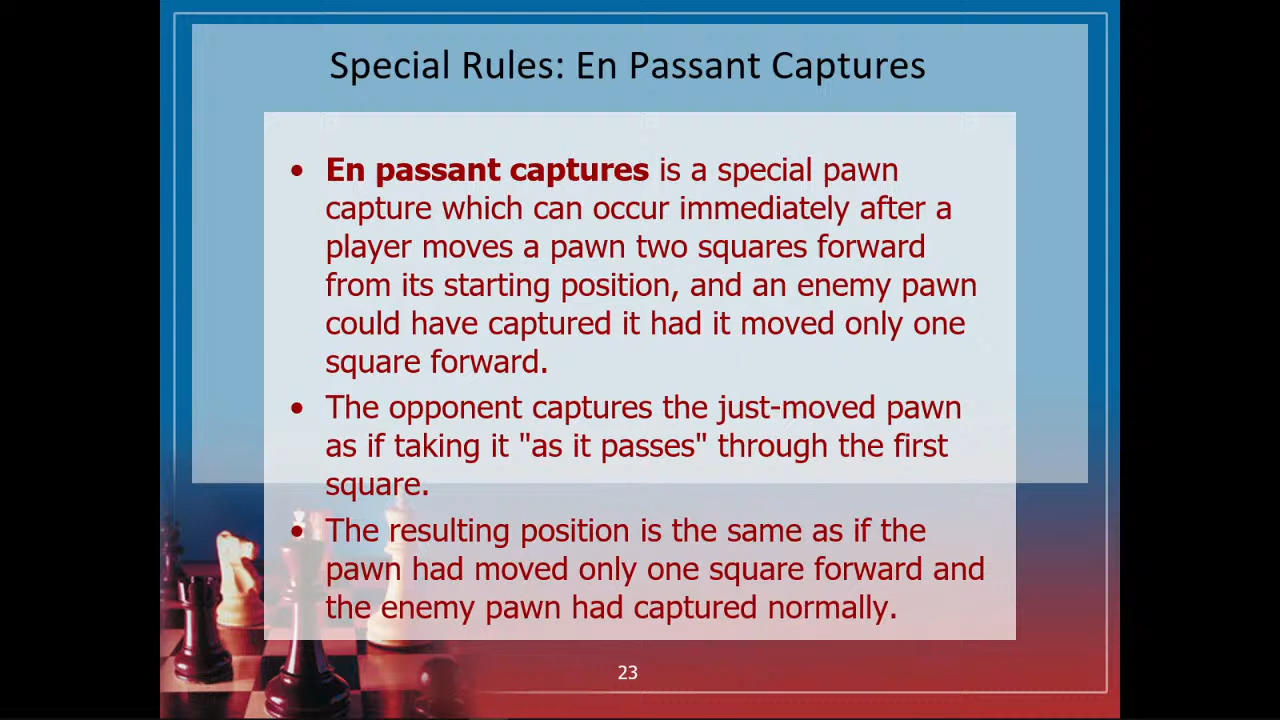 Special Rules: En Passant Captures
• En passant captures is a special pawn
capture which can occur immediately after a
player moves a pawn two squares forward
from its starting position, and an enemy pawn
could have captured it had it moved only one
square forward.
• The opponent captures the just-moved pawn
as if taking it "as it passes" through the first
square.
• The resulting position is the same as if the
pawn had moved only one square forward and
the enemy pawn had captured normally.
23